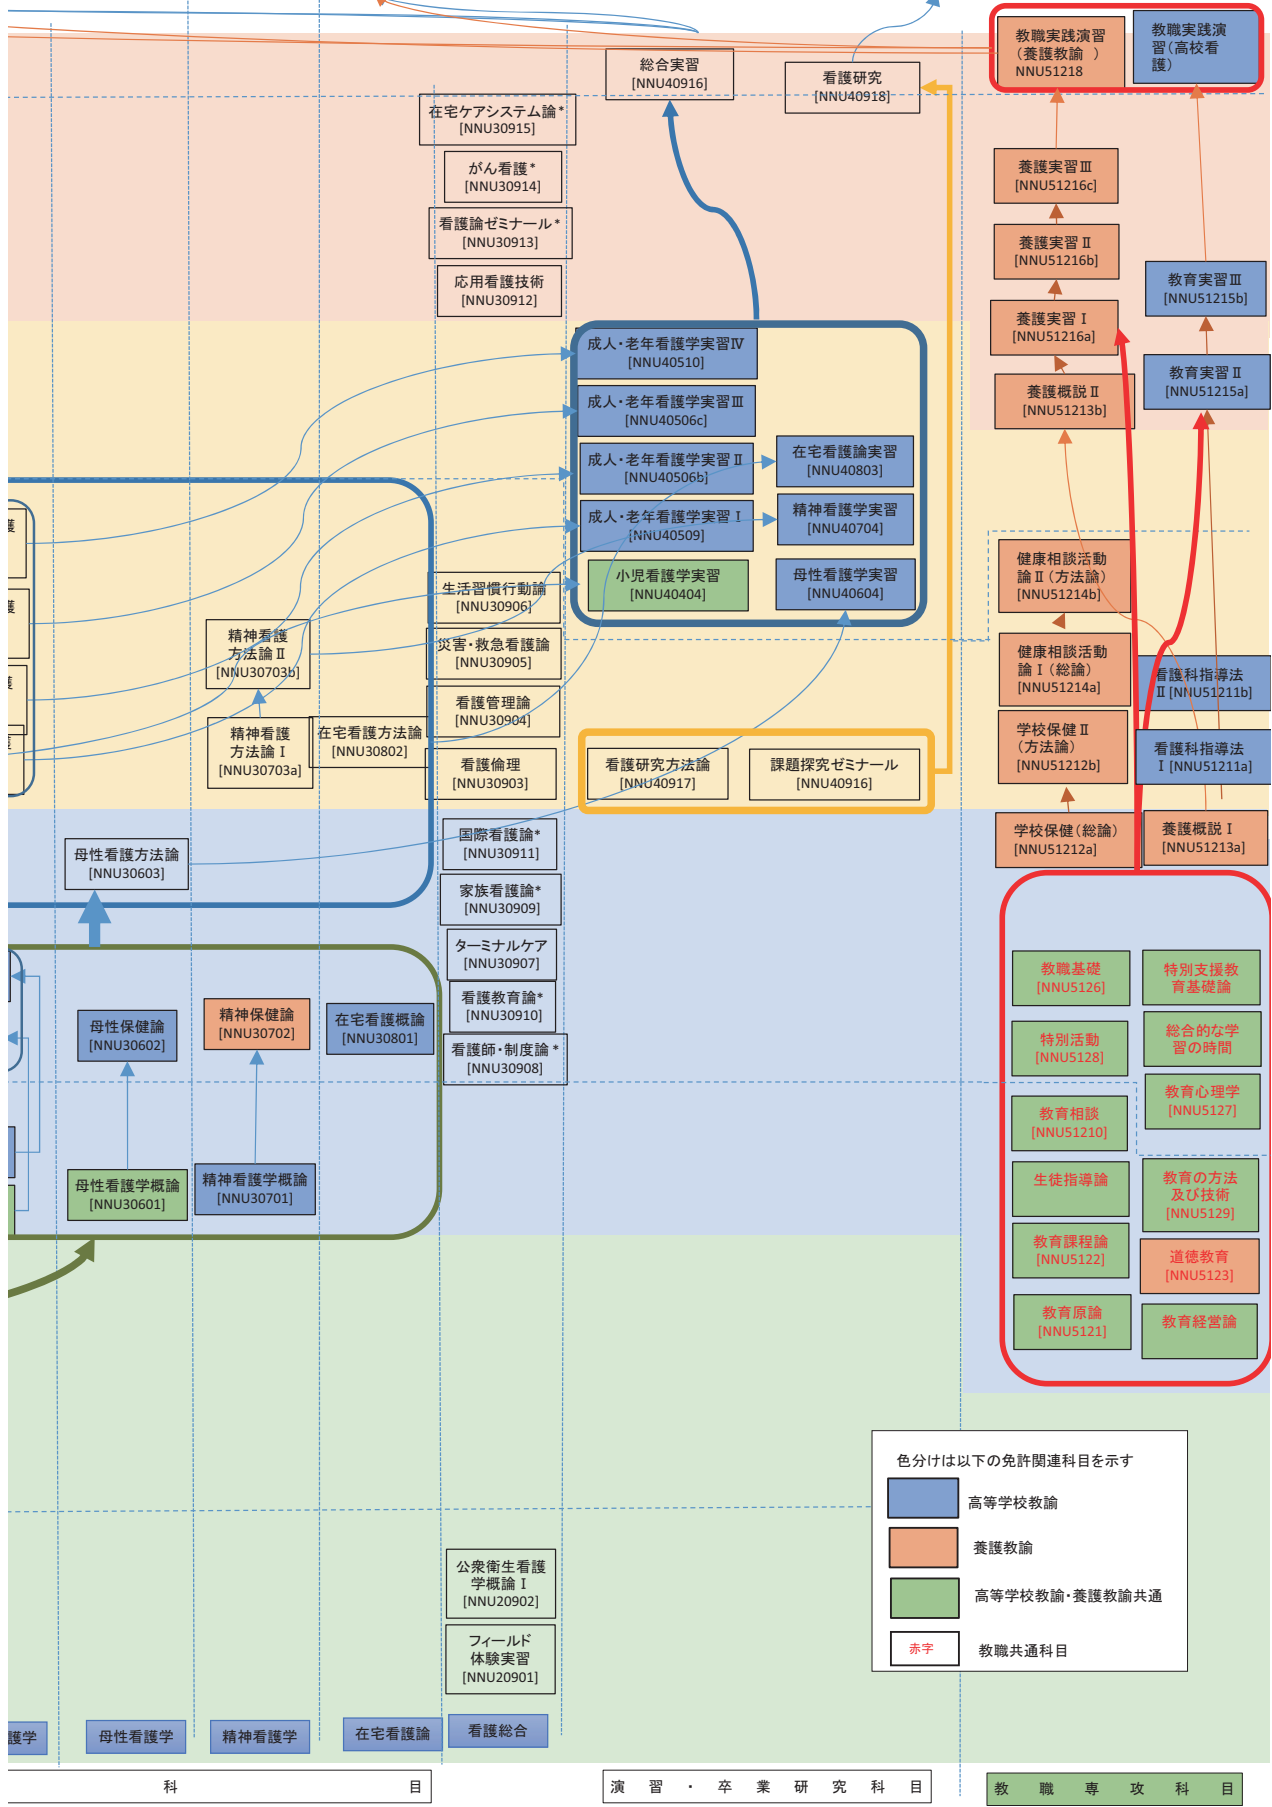 教職実践演習
(養護教諭 )
NNU51218
教職実践演
習(高校看
護)
総合実習
[NNU40916]
看護研究
[NNU40918]
在宅ケアシステム論*
[NNU30915]
がん看護*
[NNU30914]
看護論ゼミナール*
[NNU30913]
応用看護技術
[NNU30912]
養護実習Ⅲ
[NNU51216c]
養護実習Ⅱ
[NNU51216b]
養護実習Ⅰ
[NNU51216a]
養護概説Ⅱ
[NNU51213b]
教育実習Ⅲ
[NNU51215b]
教育実習Ⅱ
[NNU51215a]
成人・老年看護学実習Ⅳ
[NNU40510]
成人・老年看護学実習Ⅲ
[NNU40506c]
成人・老年看護学実習Ⅱ
[NNU40506b]
成人・老年看護学実習Ⅰ
[NNU40509]
小児看護学実習
[NNU40404]
在宅看護論実習
[NNU40803]
精神看護学実習
[NNU40704]
母性看護学実習
[NNU40604]
護
護
護
護
精神看護
方法論Ⅱ
[NNU30703b]
精神看護
方法論Ⅰ
[NNU30703a]
在宅看護方法論
[NNU30802]
生活習慣行動論
[NNU30906]
災害・救急看護論
[NNU30905]
看護管理論
[NNU30904]
看護倫理
[NNU30903]
看護研究方法論
[NNU40917]
課題探究ゼミナール
[NNU40916]
健康相談活動
論Ⅱ(方法論)
[NNU51214b]
健康相談活動
論Ⅰ(総論)
[NNU51214a]
学校保健Ⅱ
(方法論)
[NNU51212b]
学校保健(総論)
[NNU51212a]
看護科指導法
Ⅱ[NNU51211b]
看護科指導法
Ⅰ[NNU51211a]
養護概説Ⅰ
[NNU51213a]
母性看護方法論
[NNU30603]
国際看護論*
[NNU30911]
家族看護論*
[NNU30909]
ターミナルケア
[NNU30907]
看護教育論*
[NNU30910]
看護師・制度論*
[NNU30908]
母性保健論
[NNU30602]
精神保健論
[NNU30702]
在宅看護概論
[NNU30801]
母性看護学概論
[NNU30601]
精神看護学概論
[NNU30701]
教職基礎
[NNU5126]
特別支援教
育基礎論
特別活動
[NNU5128]
総合的な学
習の時間
教育相談
[NNU51210]
教育心理学
[NNU5127]
生徒指導論
教育の方法
及び技術
[NNU5129]
教育課程論
[NNU5122]
道徳教育
[NNU5123]
教育原論
[NNU5121]
教育経営論
色分けは以下の免許関連科目を示す
高等学校教諭
養護教諭
高等学校教諭・養護教諭共通
赤字 教職共通科目
公衆衛生看護
学概論Ⅰ
[NNU20902]
フィールド
体験実習
[NNU20901]
護学
母性看護学
精神看護学
在宅看護論
看護総合
科 目
演 習 ・ 卒 業 研 究 科 目
教 職 専 攻 科 目